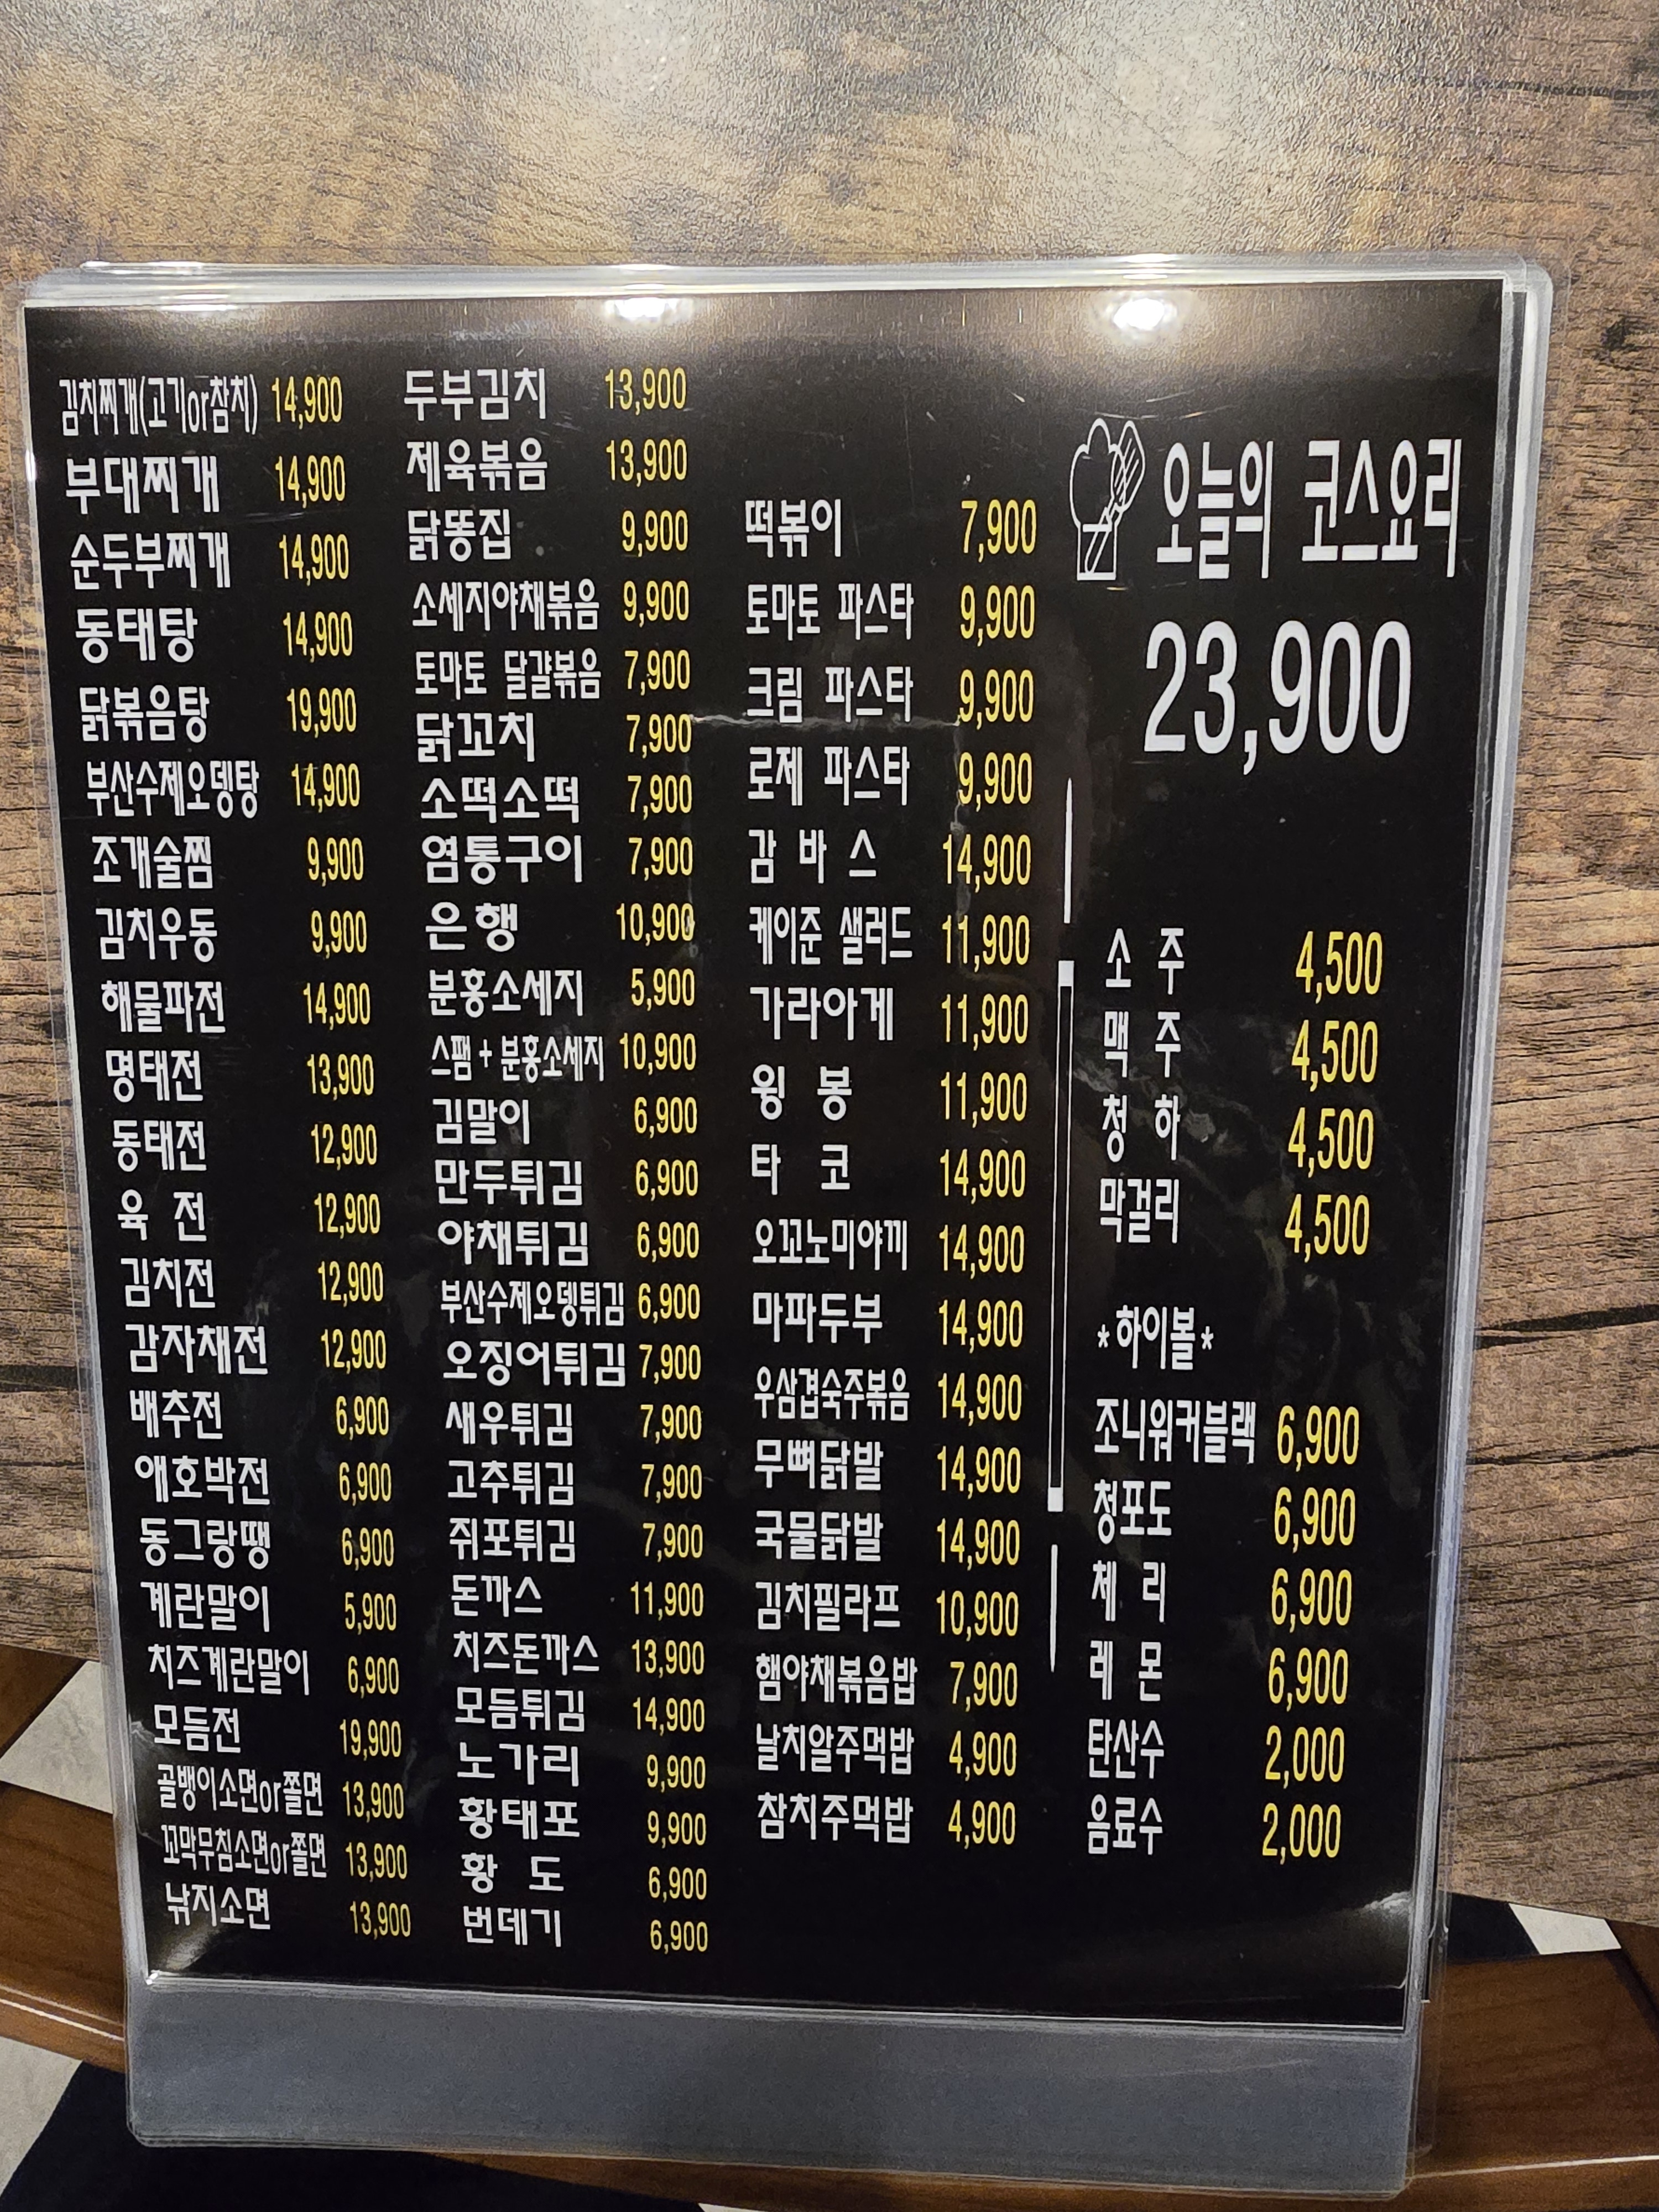 김치찌개(고기or참치) 14,900
부대찌개 14,900
순두부찌개 14,900
동태탕 14,900
닭볶음탕 19,900
부산수제오뎅탕 14,900
조개술찜 9,900
김치우동 9,900
해물파전 14,900
명태전 13,900
동태전 12,900
육 전 12,900
김치전 12,900
감자채전 12,900
배추전 6,900
애호박전 6,900
동그랑땡 6,900
계란말이 5,900
치즈계란말이 6,900
모듬전 19,900
골뱅이소면or쫄면 13,900
꼬막무침소면or쫄면 13,900
낚지소면 13,900
두부김치 13,900
제육볶음 13,900
닭똥집 9,900
소세지야채볶음 9,900
토마토 달걀볶음 7,900
닭꼬치 7,900
소떡소떡 7,900
염통구이 7,900
은행 10,900
분홍소세지 5,900
스팸 + 분홍소세지 10,900
김말이 6,900
만두튀김 6,900
야채튀김 6,900
부산수제오뎅튀김 6,900
오징어튀김 7,900
새우튀김 7,900
고추튀김 7,900
쥐포튀김 7,900
돈까스 11,900
치즈돈까스 13,900
모듬튀김 14,900
노가리 9,900
황태포 9,900
황 도 6,900
번데기 6,900
떡볶이 7,900
토마토 파스타 9,900
크림 파스타 9,900
로제 파스타 9,900
감 바 스 14,900
케이준 샐러드 11,900
가라아게 11,900
윙 봉 11,900
타 코 14,900
오꼬노미야끼 14,900
마파두부 14,900
우삼겹숙주볶음 14,900
무뼈닭발 14,900
국물닭발 14,900
김치필라프 10,900
햄야채볶음밥 7,900
날치알주먹밥 4,900
참치주먹밥 4,900
오늘의 코스요리
23,900
소 주 4,500
맥 주 4,500
청 하 4,500
막걸리 4,500
*하이볼*
조니워커블랙 6,900
청포도 6,900
체 리 6,900
레 몬 6,900
탄산수 2,000
음료수 2,000